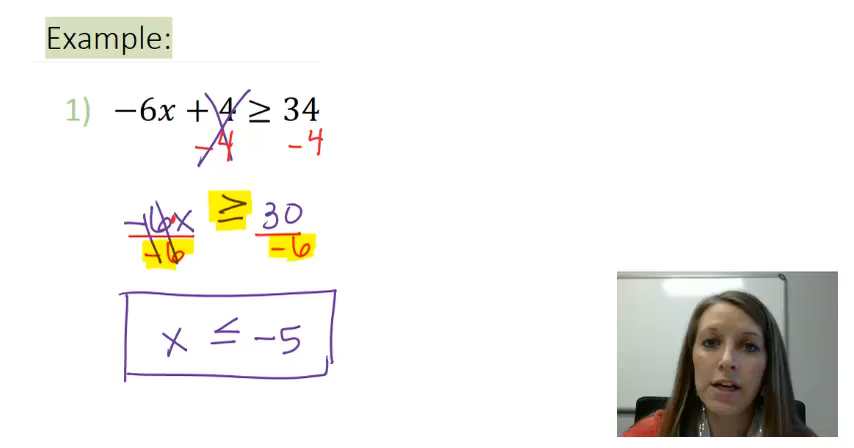 Example:
1) −6x + 4 ≥ 34
−4 −4
−6x ≥ 30
−6 −6
x ≤ −5